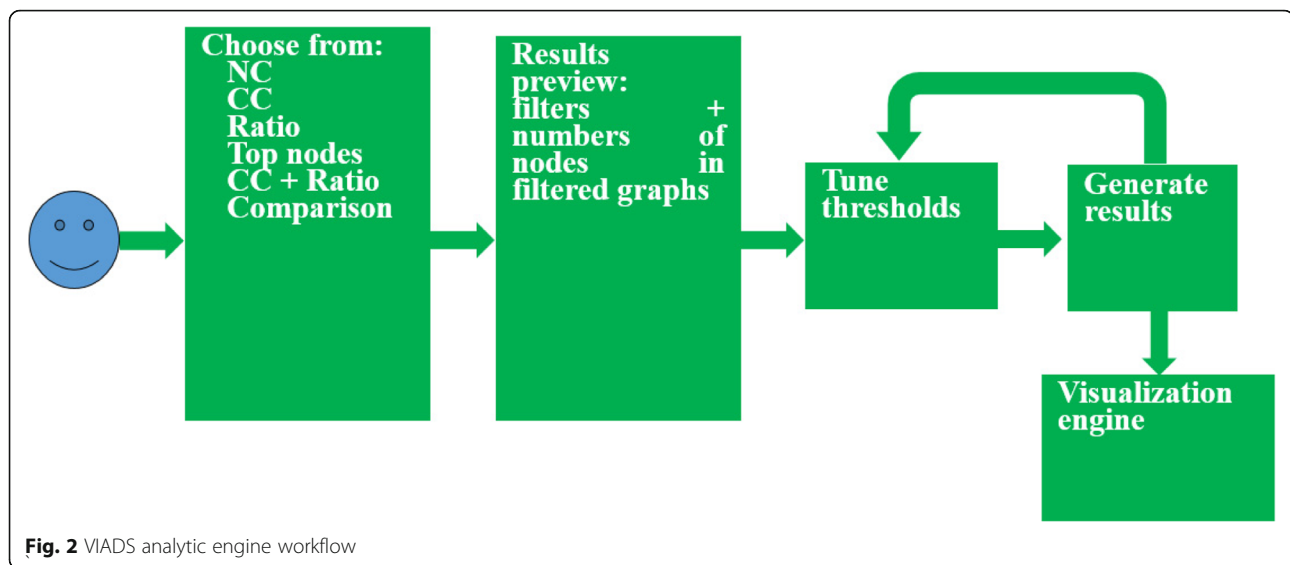 Choose from:
NC
CC
Ratio
Top nodes
CC + Ratio
Comparison
Results
preview:
filters +
numbers of
nodes in
filtered graphs
Tune
thresholds
Generate
results
Visualization
engine
Fig. 2 VIADS analytic engine workflow
`